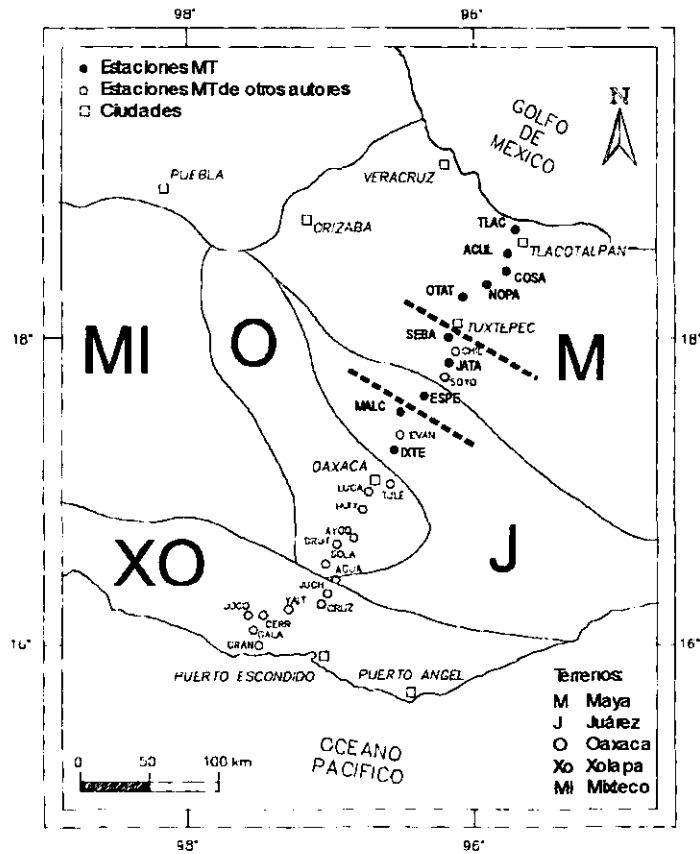 98° 96°
● Estaciones MT
○ Estaciones MT de otros autores
□ Ciudades
N
GOLFO
DE
MEXICO
PUEBLA
VERACRUZ
ORIZABA
TLAC
TLACOTALPAN
ACUL
COSA
NOPA
OTAT
TUXTEPEC
18° 18°
MI O M
SEBA
CHIL
JATA
SOYO
ESPE
MALC
EVAN
IXTE
OAXACA
LUCA
TULE
AYOQ
SOLA
AGUA
XO J
JUCH
YAIT
CRUZ
CERR
GALA
GRAN
16° 16°
PUERTO ESCONDIDO
PUERTO ANGEL
Terrenos:
M Maya
J Juárez
O Oaxaca
Xo Xolapa
MI Mixteco
0 50 100 km
OCEANO
PACIFICO
98° 96°